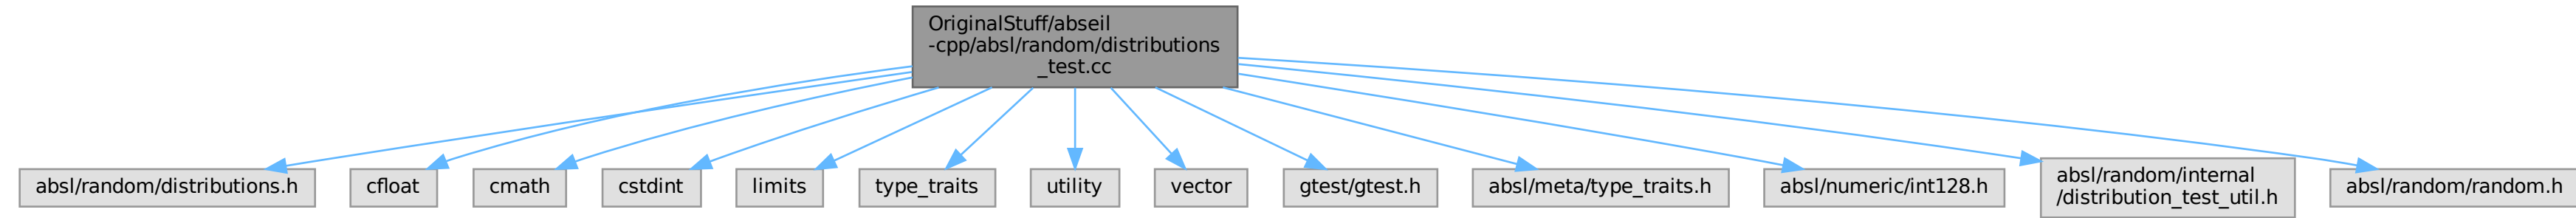 OriginalStuff/abseil
-cpp/absl/random/distributions
_test.cc
absl/random/distributions.h
cfloat
cmath
cstdint
limits
type_traits
utility
vector
gtest/gtest.h
absl/meta/type_traits.h
absl/numeric/int128.h
absl/random/internal
/distribution_test_util.h
absl/random/random.h